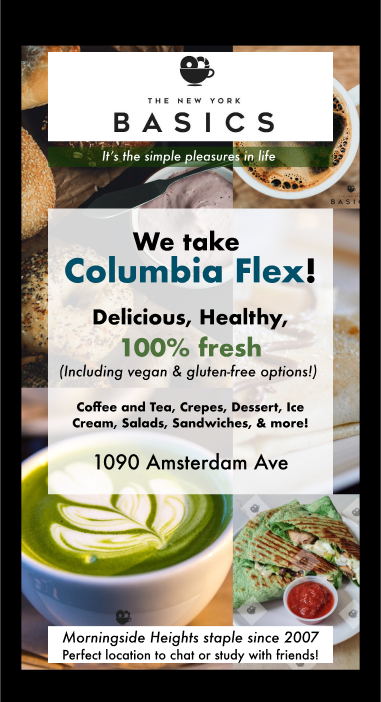 THE NEW YORK
BASICS
It's the simple pleasures in life
BASI
We take
Columbia Flex!
Delicious, Healthy,
100% fresh
(Including vegan & gluten-free options!)
Coffee and Tea, Crepes, Dessert, Ice
Cream, Salads, Sandwiches, & more!
1090 Amsterdam Ave
Morningside Heights staple since 2007
Perfect location to chat or study with friends!